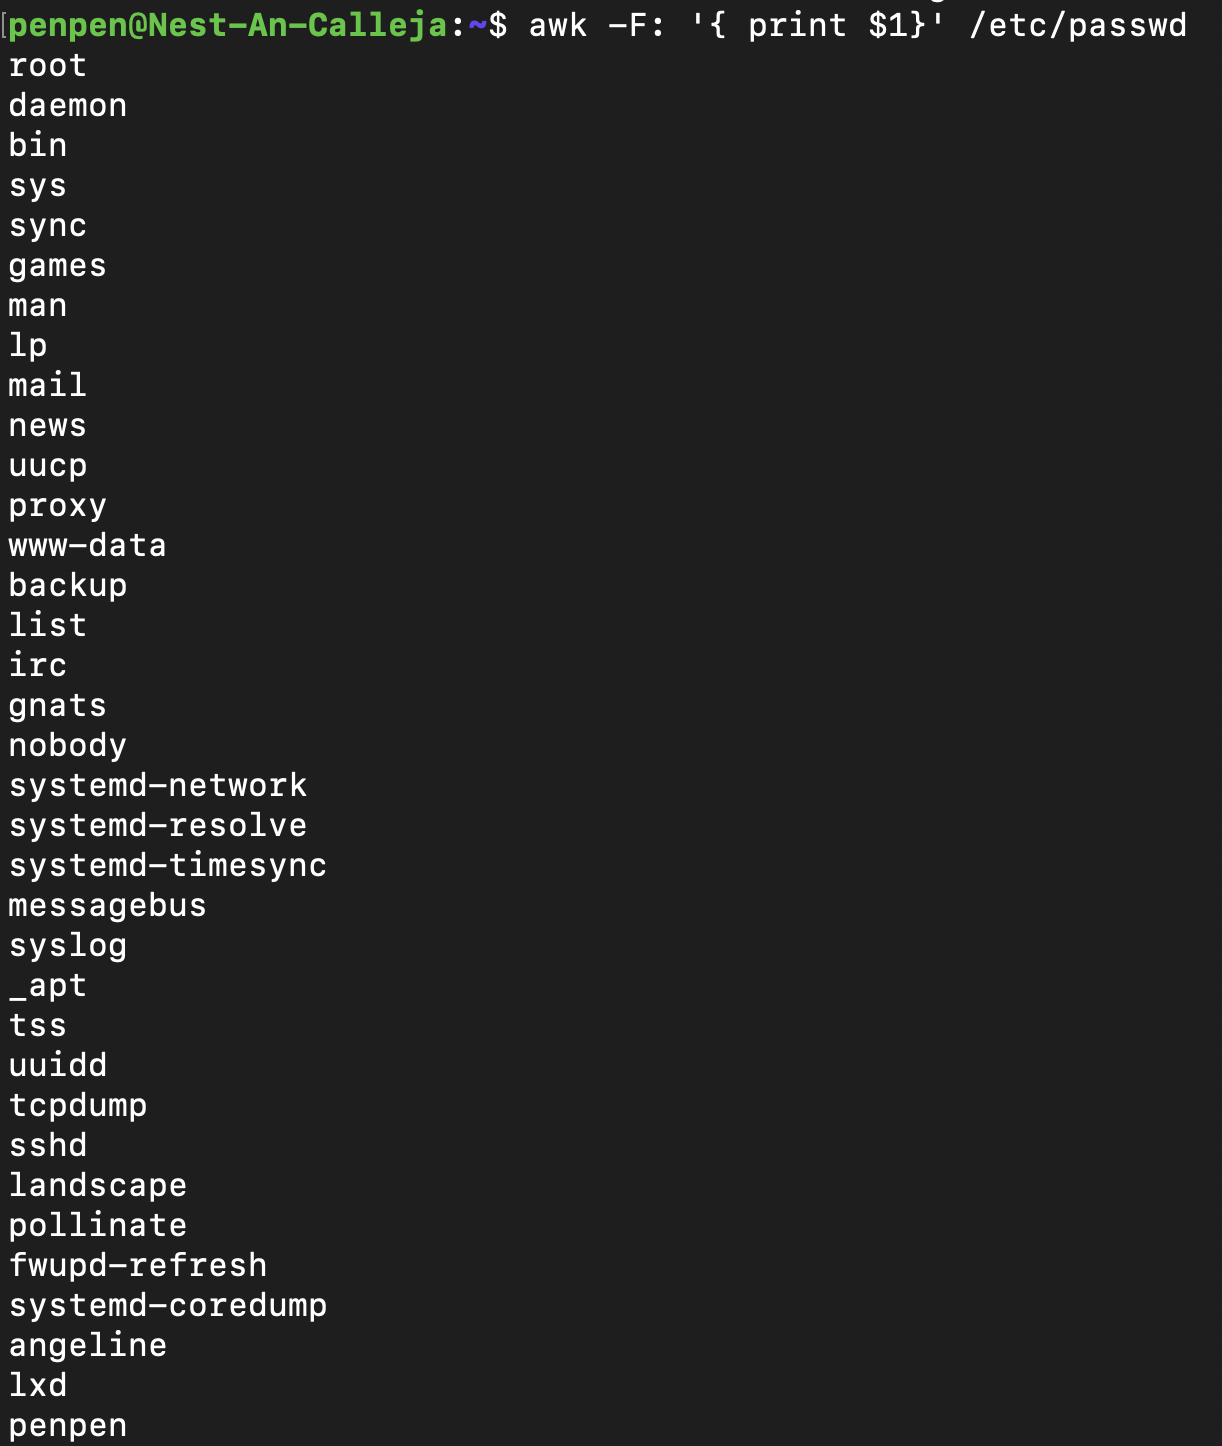 penpen@Nest-An-Calleja:~$ awk -F: '{ print $1}' /etc/passwd
root
daemon
bin
sys
sync
games
man
lp
mail
news
uucp
proxy
www-data
backup
list
irc
gnats
nobody
systemd-network
systemd-resolve
systemd-timesync
messagebus
syslog
_apt
tss
uuidd
tcpdump
sshd
landscape
pollinate
fwupd-refresh
systemd-coredump
angeline
lxd
penpen